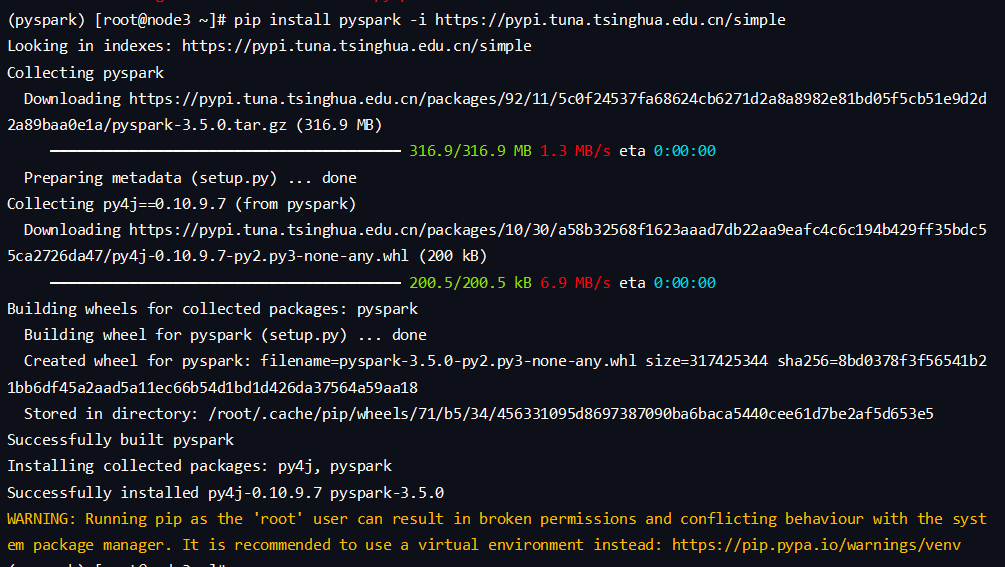 (pyspark) [root@node3 ~]# pip install pyspark -i https://pypi.tuna.tsinghua.edu.cn/simple
Looking in indexes: https://pypi.tuna.tsinghua.edu.cn/simple
Collecting pyspark
  Downloading https://pypi.tuna.tsinghua.edu.cn/packages/92/11/5c0f24537fa68624cb6271d2a8a8982e81bd05f5cb51e9d2d
2a89baa0e1a/pyspark-3.5.0.tar.gz (316.9 MB)
316.9/316.9 MB 1.3 MB/s eta 0:00:00
  Preparing metadata (setup.py) ... done
Collecting py4j==0.10.9.7 (from pyspark)
  Downloading https://pypi.tuna.tsinghua.edu.cn/packages/10/30/a58b32568f1623aaad7db22aa9eafc4c6c194b429ff35bdc5
5ca2726da47/py4j-0.10.9.7-py2.py3-none-any.whl (200 kB)
200.5/200.5 kB 6.9 MB/s eta 0:00:00
Building wheels for collected packages: pyspark
  Building wheel for pyspark (setup.py) ... done
  Created wheel for pyspark: filename=pyspark-3.5.0-py2.py3-none-any.whl size=317425344 sha256=8bd0378f3f56541b2
1bb6df45a2aad5a11ec66b54d1bd1d426da37564a59aa18
  Stored in directory: /root/.cache/pip/wheels/71/b5/34/456331095d8697387090ba6baca5440cee61d7be2af5d653e5
Successfully built pyspark
Installing collected packages: py4j, pyspark
Successfully installed py4j-0.10.9.7 pyspark-3.5.0
WARNING: Running pip as the 'root' user can result in broken permissions and conflicting behaviour with the syst
em package manager. It is recommended to use a virtual environment instead: https://pip.pypa.io/warnings/venv